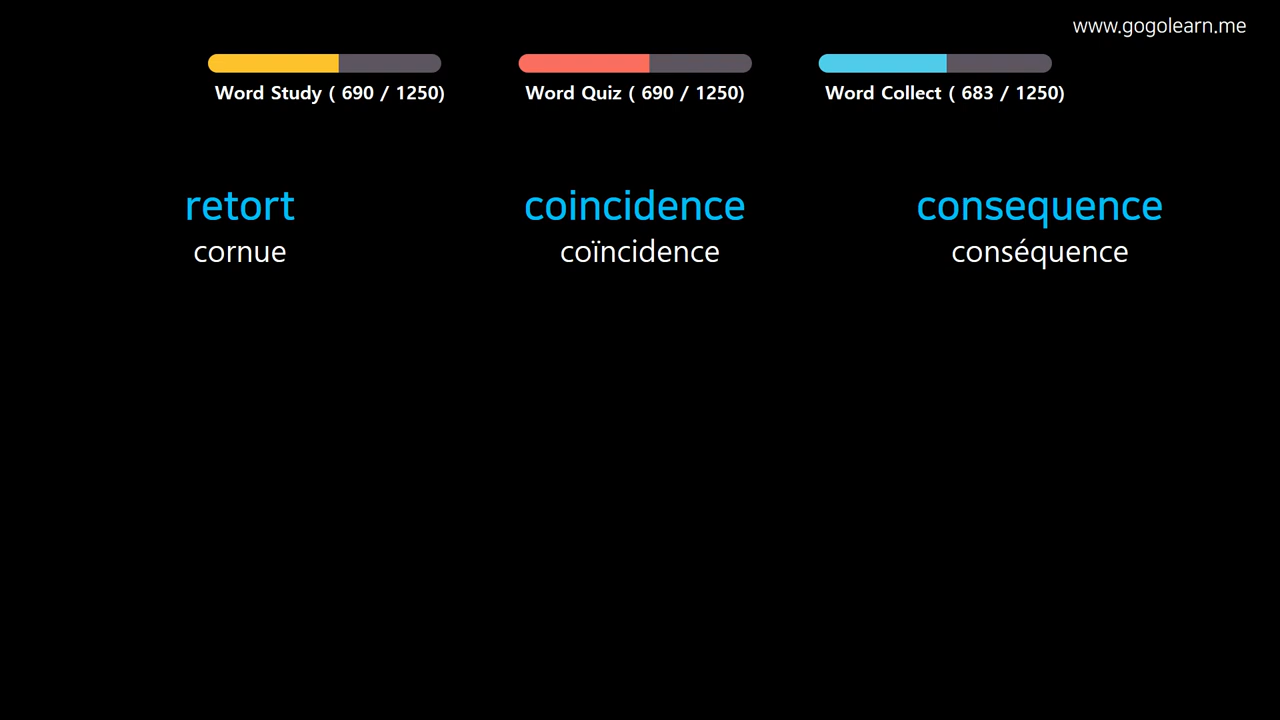 www.gogolearn.me
Word Study ( 690 / 1250)
Word Quiz ( 690 / 1250)
Word Collect ( 683 / 1250)
retort
coincidence
consequence
cornue
coïncidence
conséquence